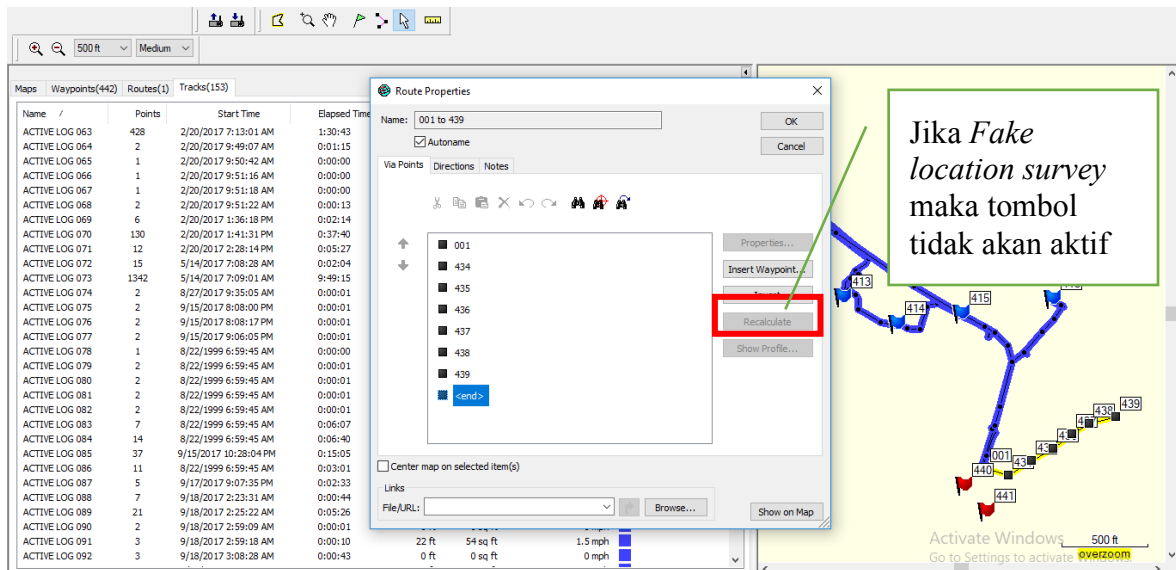 500 ft Medium
Maps Waypoints(442) Routes(1) Tracks(153)
Name / Points Start Time Elapsed Time
ACTIVE LOG 063 428 2/20/2017 7:13:01 AM 1:30:43
ACTIVE LOG 064 2 2/20/2017 9:49:07 AM 0:01:15
ACTIVE LOG 065 1 2/20/2017 9:50:42 AM 0:00:00
ACTIVE LOG 066 1 2/20/2017 9:51:16 AM 0:00:00
ACTIVE LOG 067 1 2/20/2017 9:51:18 AM 0:00:00
ACTIVE LOG 068 2 2/20/2017 9:51:22 AM 0:00:13
ACTIVE LOG 069 6 2/20/2017 1:36:18 PM 0:02:14
ACTIVE LOG 070 130 2/20/2017 1:41:31 PM 0:37:40
ACTIVE LOG 071 12 2/20/2017 2:28:14 PM 0:05:27
ACTIVE LOG 072 15 5/14/2017 7:08:28 AM 0:02:04
ACTIVE LOG 073 1342 5/14/2017 7:09:01 AM 9:49:15
ACTIVE LOG 074 2 8/27/2017 9:35:05 AM 0:00:01
ACTIVE LOG 075 2 9/15/2017 8:08:00 PM 0:00:01
ACTIVE LOG 076 2 9/15/2017 8:08:17 PM 0:00:01
ACTIVE LOG 077 2 9/15/2017 9:06:05 PM 0:00:01
ACTIVE LOG 078 1 8/22/1999 6:59:45 AM 0:00:00
ACTIVE LOG 079 2 8/22/1999 6:59:45 AM 0:00:01
ACTIVE LOG 080 2 8/22/1999 6:59:45 AM 0:00:01
ACTIVE LOG 081 2 8/22/1999 6:59:45 AM 0:00:01
ACTIVE LOG 082 2 8/22/1999 6:59:45 AM 0:00:01
ACTIVE LOG 083 7 8/22/1999 6:59:45 AM 0:06:07
ACTIVE LOG 084 14 8/22/1999 6:59:45 AM 0:06:40
ACTIVE LOG 085 37 9/15/2017 10:28:04 PM 0:15:05
ACTIVE LOG 086 11 8/22/1999 6:59:45 AM 0:03:01
ACTIVE LOG 087 5 9/17/2017 9:07:35 PM 0:02:33
ACTIVE LOG 088 7 9/18/2017 2:23:31 AM 0:00:44
ACTIVE LOG 089 21 9/18/2017 2:25:22 AM 0:05:26
ACTIVE LOG 090 2 9/18/2017 2:59:09 AM 0:00:01
ACTIVE LOG 091 3 9/18/2017 2:59:18 AM 0:00:10 22 ft 54 sq ft 1.5 mph
ACTIVE LOG 092 3 9/18/2017 3:08:28 AM 0:00:43 0 ft 0 sq ft 0 mph
Route Properties
Name: 001 to 439 OK
Autoname Cancel
Via Points Directions Notes
001
434
435
436
437
438
439
<end>
Properties...
Insert Waypoint...
Recalculate
Show Profile...
Center map on selected item(s)
Links
File/URL: Browse... Show on Map
Jika Fake
location survey
maka tombol
tidak akan aktif
413
414
415
439
438
001
440
441
Activate Windows
500 ft
Go to Settings to activate
overzoom